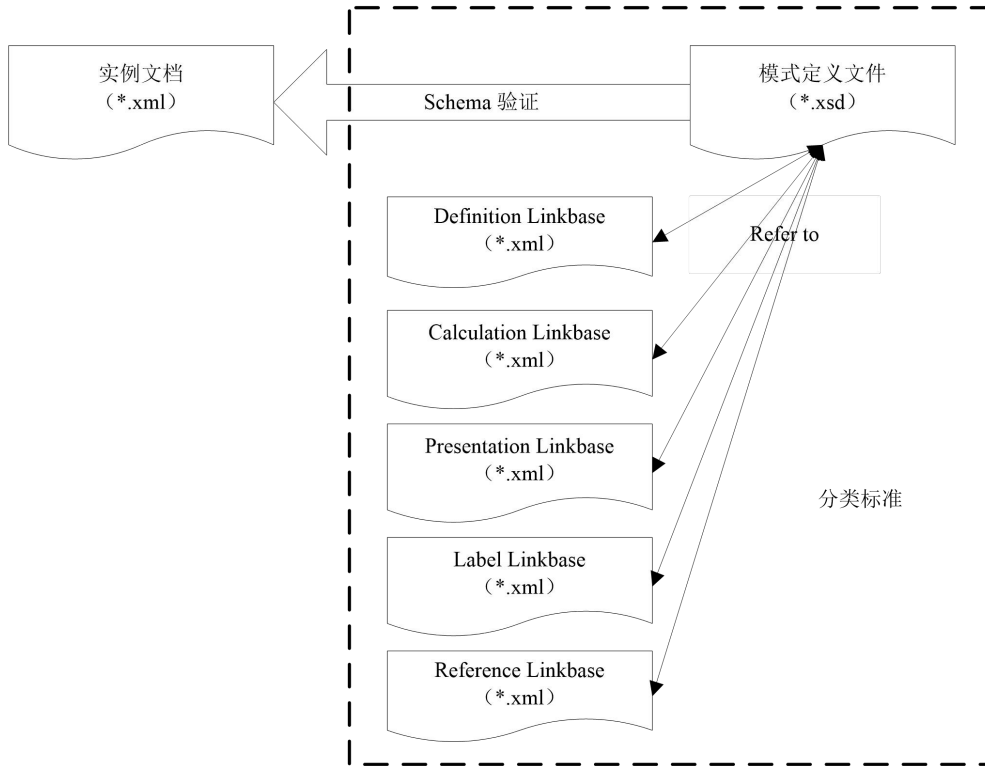 实例文档
（*.xml）
Schema 验证
模式定义文件
（*.xsd）
Definition Linkbase
（*.xml）
Refer to
Calculation Linkbase
（*.xml）
Presentation Linkbase
（*.xml）
分类标准
Label Linkbase
（*.xml）
Reference Linkbase
（*.xml）